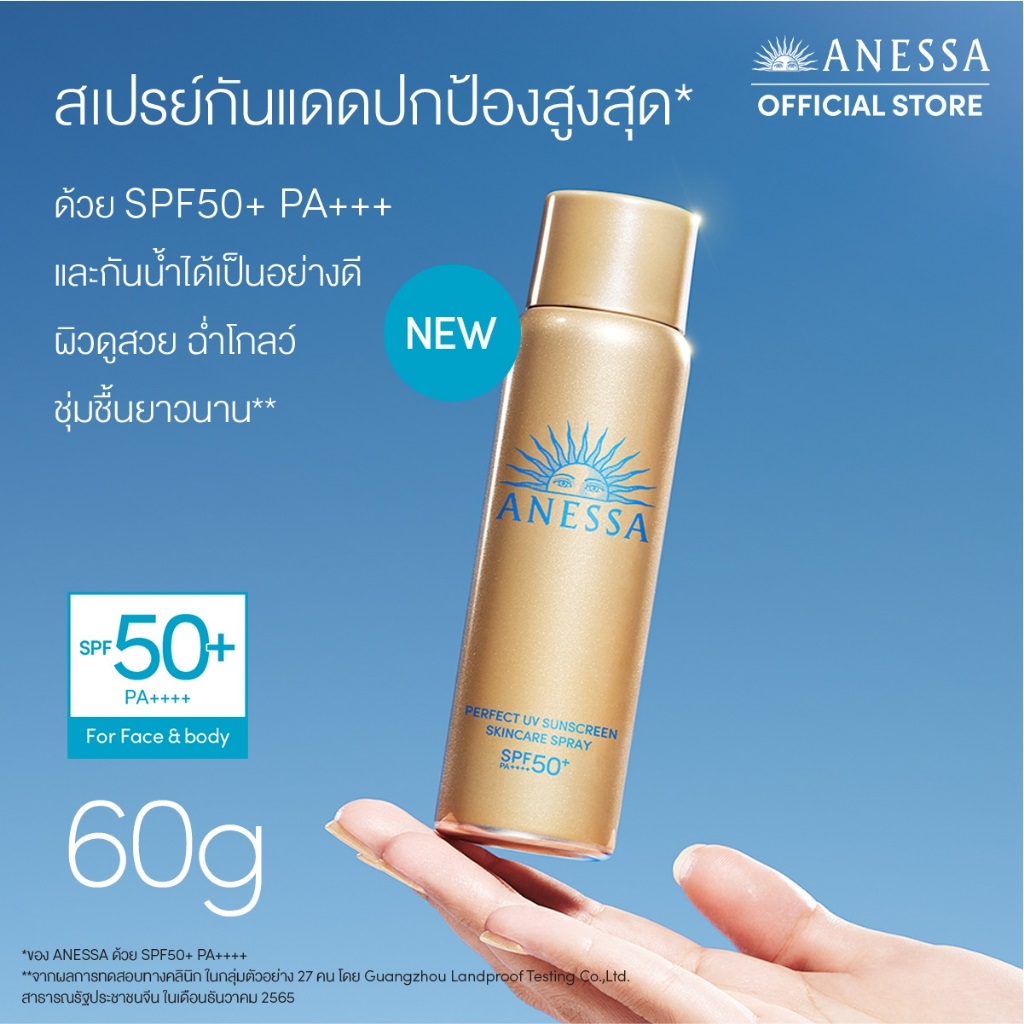 ANESSA
OFFICIAL STORE
สเปรย์กันแดดปกป้องสูงสุด*
ด้วย SPF50+ PA+++
และกันน้ำได้เป็นอย่างดี
ผิวดูสวย ฉ่ำโกลว์
ชุ่มชื้นยาวนาน**
NEW
ANESSA
PERFECT UV SUNSCREEN
SKINCARE SPRAY
SPF 50+
PA++++
SPF 50+
PA++++
For Face & body
60g
*ของ ANESSA ด้วย SPF50+ PA++++
**จากผลการทดสอบทางคลินิก ในกลุ่มตัวอย่าง 27 คน โดย Guangzhou Landproof Testing Co.,Ltd.
สาธารณรัฐประชาชนจีน ในเดือนธันวาคม 2565